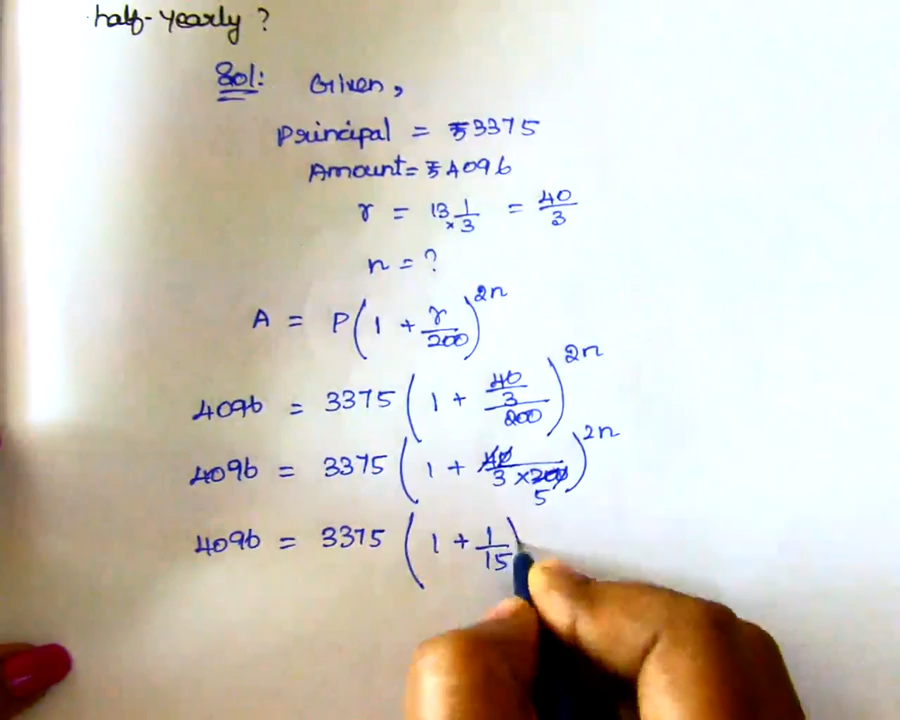 half-yearly ?
Sol: Given,
Principal = ₹3375
Amount = ₹4096
r = 13 1/3 = 40/3
×
n = ?
A = P(1 + r/200)^2n
4096 = 3375 (1 + 40/3/200)^2n
4096 = 3375 (1 + 40/3×200)^2n
5
4096 = 3375 (1 + 1/15)